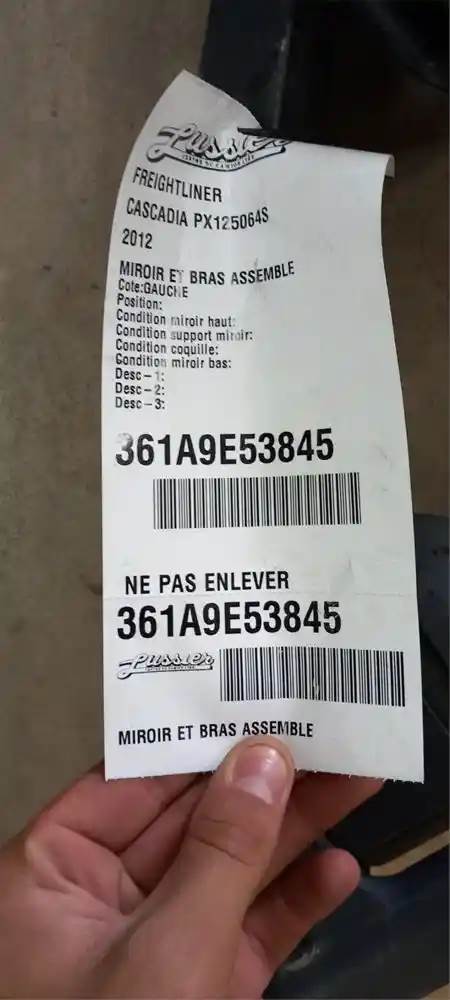 Lussier
FREIGHTLINER
CASCADIA PX125064S
2012
MIROIR ET BRAS ASSEMBLE
Cote:GAUCHE
Position:
Condition miroir haut:
Condition support miroir:
Condition coquille:
Condition miroir bas:
Desc-1:
Desc-2:
Desc-3:
361A9E53845
NE PAS ENLEVER
361A9E53845
Lussier
MIROIR ET BRAS ASSEMBLE